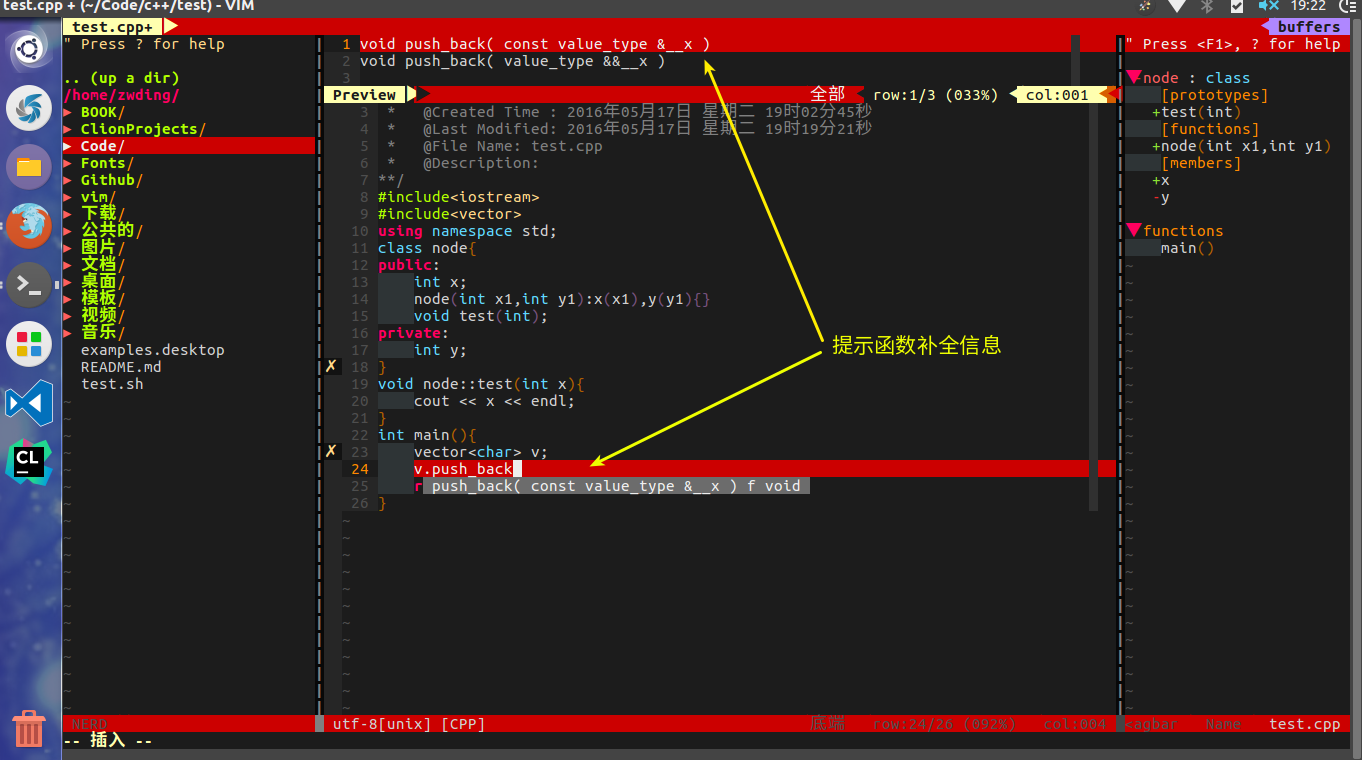 test.cpp + (~/Code/c++/test) - VIM
19:22
test.cpp+
buffers
" Press ? for help
.. (up a dir)
/home/zwding/
▶ BOOK/
▶ ClionProjects/
▶ Code/
▶ Fonts/
▶ Github/
▶ vim/
▶ 下载/
▶ 公共的/
▶ 图片/
▶ 文档/
▶ 桌面/
▶ 模板/
▶ 视频/
▶ 音乐/
examples.desktop
README.md
test.sh
1 void push_back( const value_type &__x )
2 void push_back( value_type &&__x )
3
Preview 全部 row:1/3 (033%) col:001
3 * @Created Time : 2016年05月17日 星期二 19时02分45秒
4 * @Last Modified: 2016年05月17日 星期二 19时19分21秒
5 * @File Name: test.cpp
6 * @Description:
7 **/
8 #include<iostream>
9 #include<vector>
10 using namespace std;
11 class node{
12 public:
13 int x;
14 node(int x1,int y1):x(x1),y(y1){}
15 void test(int);
16 private:
17 int y;
✗ 18 }
19 void node::test(int x){
20 cout << x << endl;
21 }
22 int main(){
✗ 23 vector<char> v;
24 v.push_back
25 r push_back( const value_type &__x ) f void
26 }
提示函数补全信息
" Press <F1>, ? for help
▼node : class
[prototypes]
+test(int)
[functions]
+node(int x1,int y1)
[members]
+x
-y
▼functions
main()
CL
NERD
utf-8[unix] [CPP] 底端 row:24/26 (092%) col:004
<agbar Name test.cpp
-- 插入 --